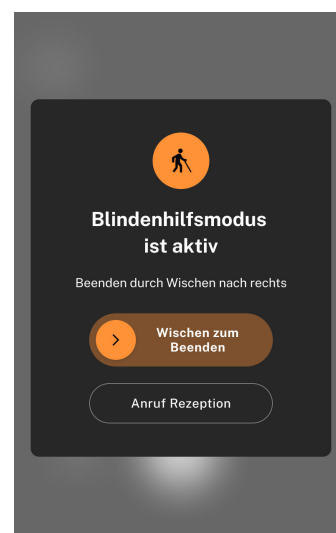 Blindenhilfsmodus
ist aktiv
Beenden durch Wischen nach rechts
Wischen zum
Beenden
Anruf Rezeption